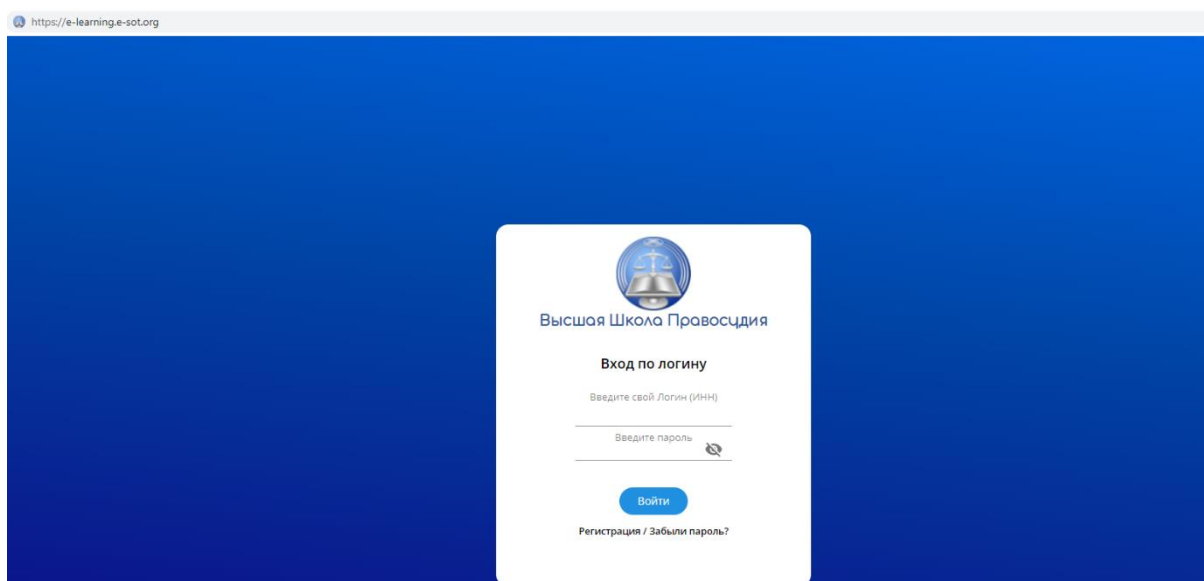 https://e-learning.e-sot.org
Высшая Школа Правосудия
Вход по логину
Введите свой Логин (ИНН)
Введите пароль
Войти
Регистрация / Забыли пароль?